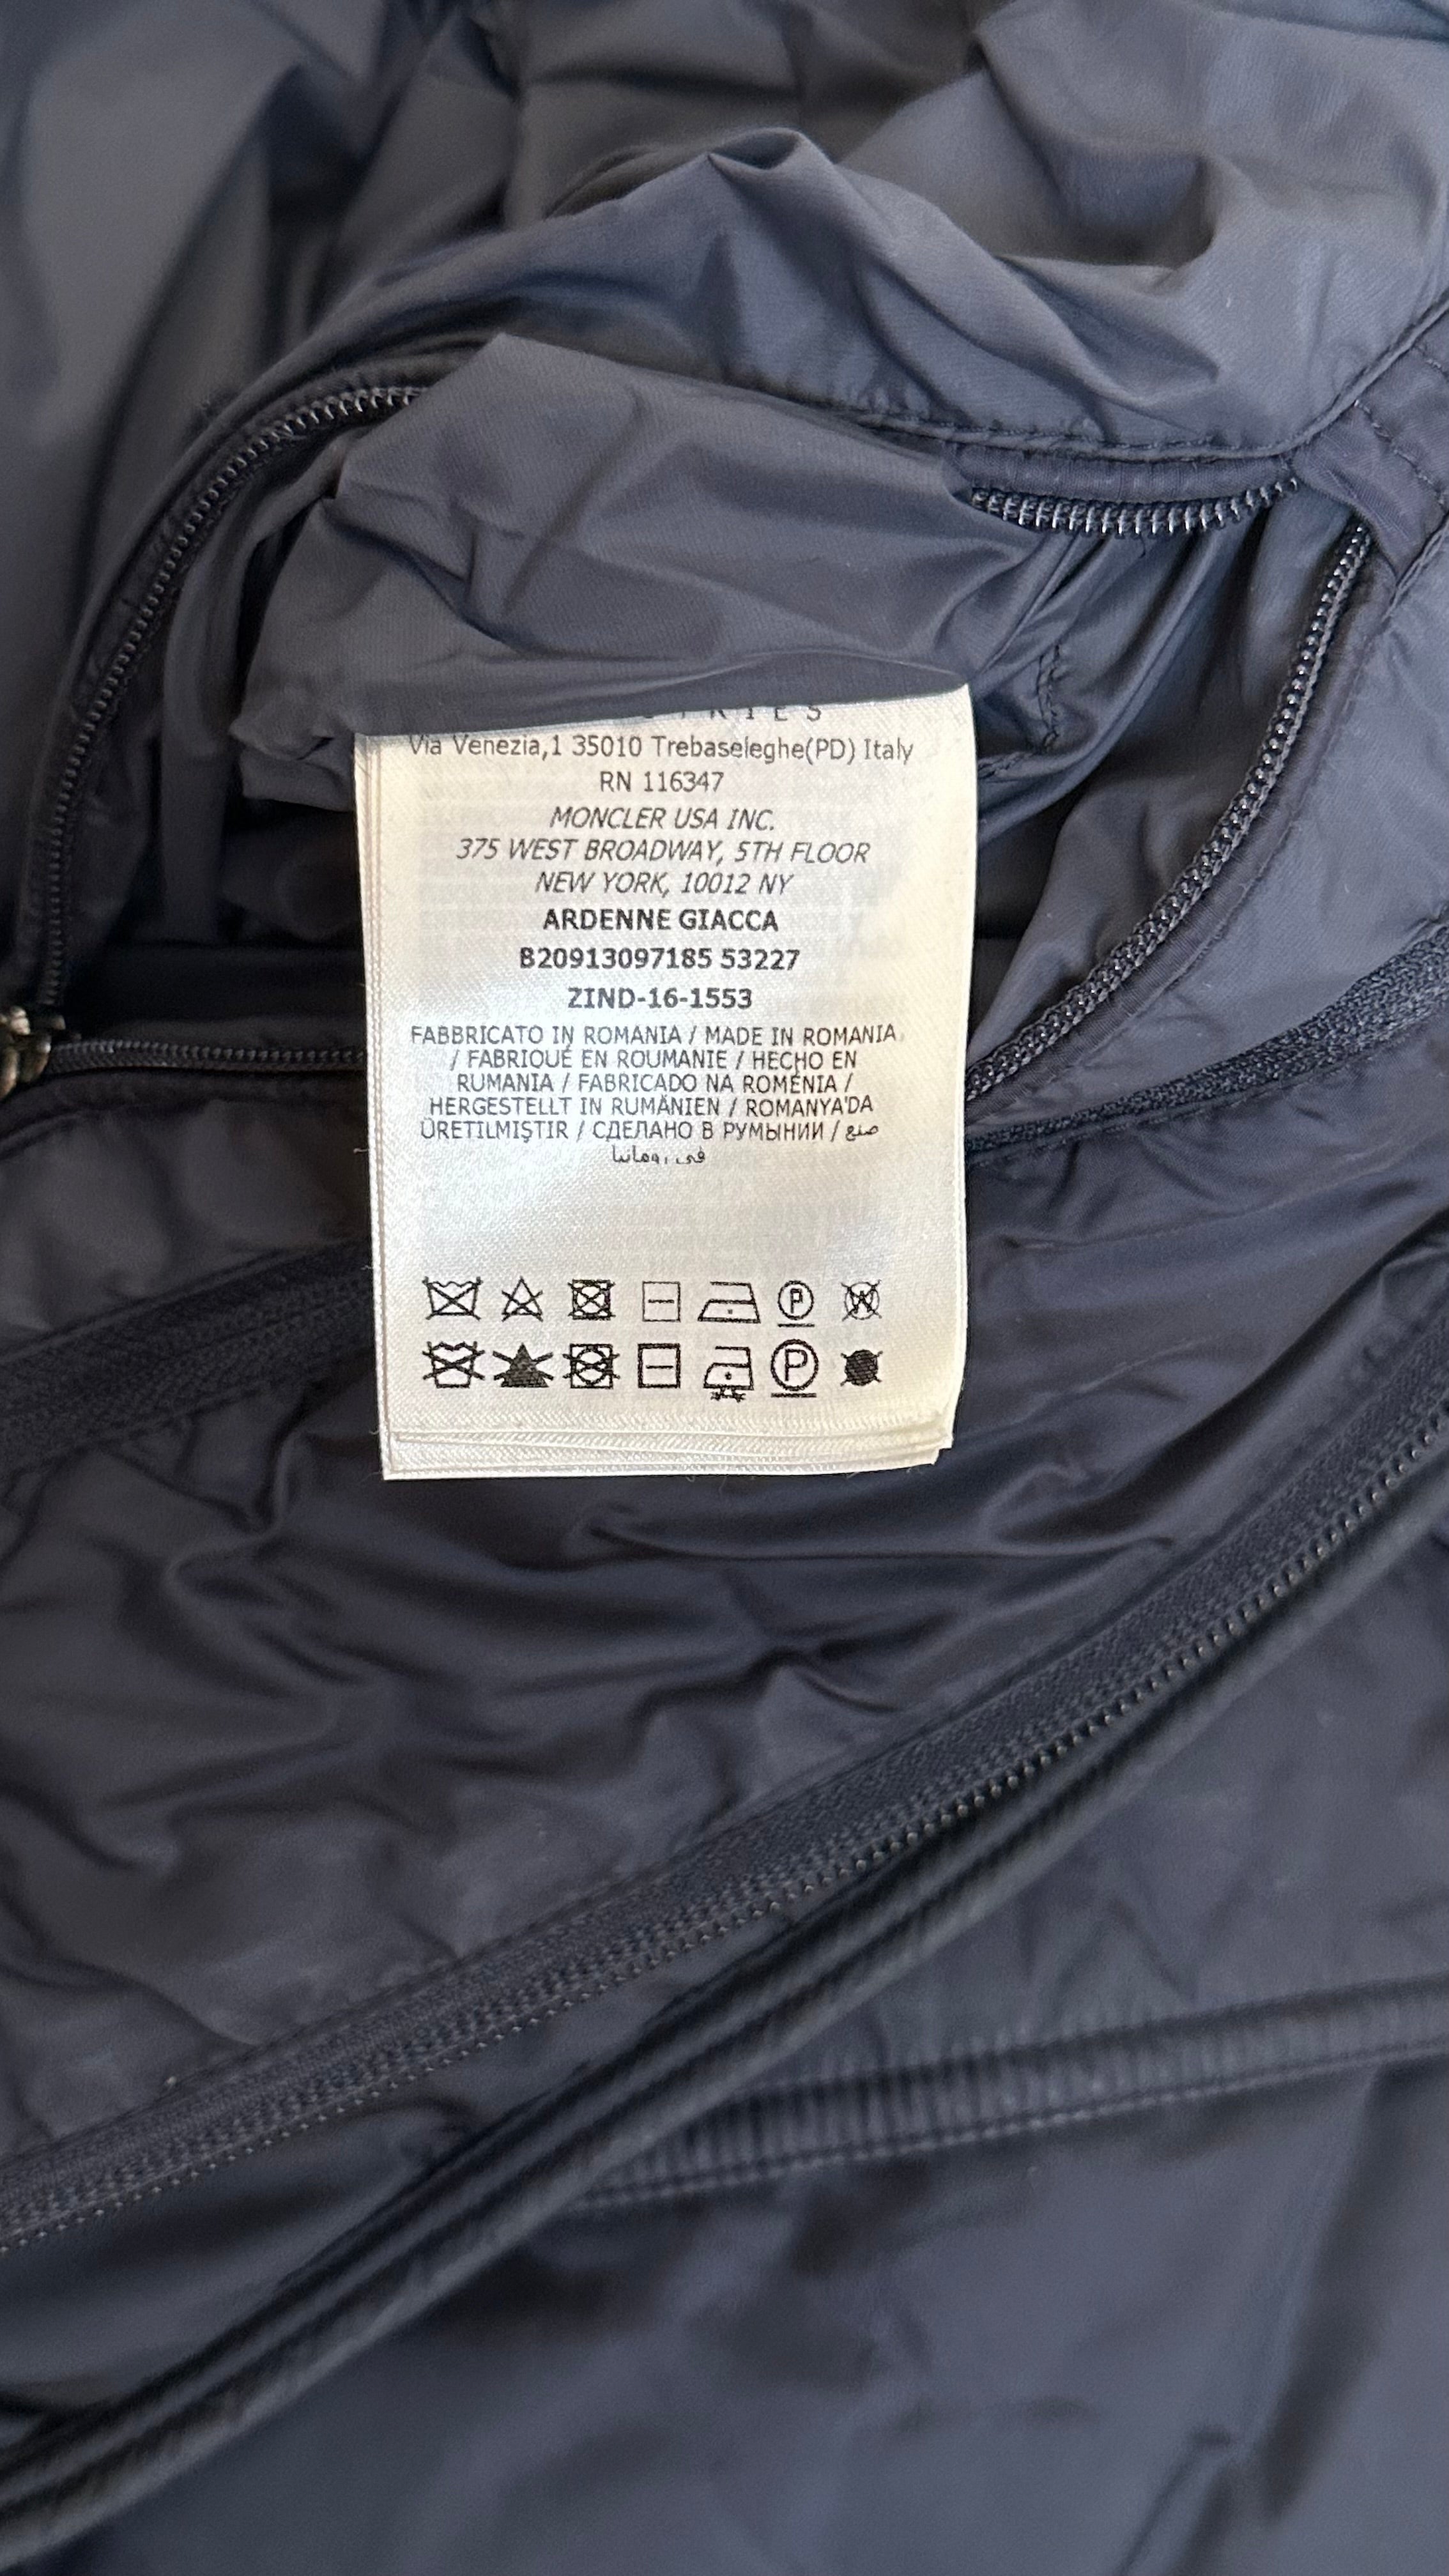 Via Venezia,1 35010 Trebaseleghe(PD) Italy
RN 116347
MONCLER USA INC.
375 WEST BROADWAY, 5TH FLOOR
NEW YORK, 10012 NY
ARDENNE GIACCA
B20913097185 53227
ZIND-16-1553
FABBRICATO IN ROMANIA / MADE IN ROMANIA
/ FABRIQUÉ EN ROUMANIE / HECHO EN
RUMANIA / FABRICADO NA ROMÉNIA /
HERGESTELLT IN RUMÄNIEN / ROMANYA'DA
ÜRETILMIŞTIR / СДЕЛАНО В РУМЫНИИ / صنع
في رومانيا
P W
P